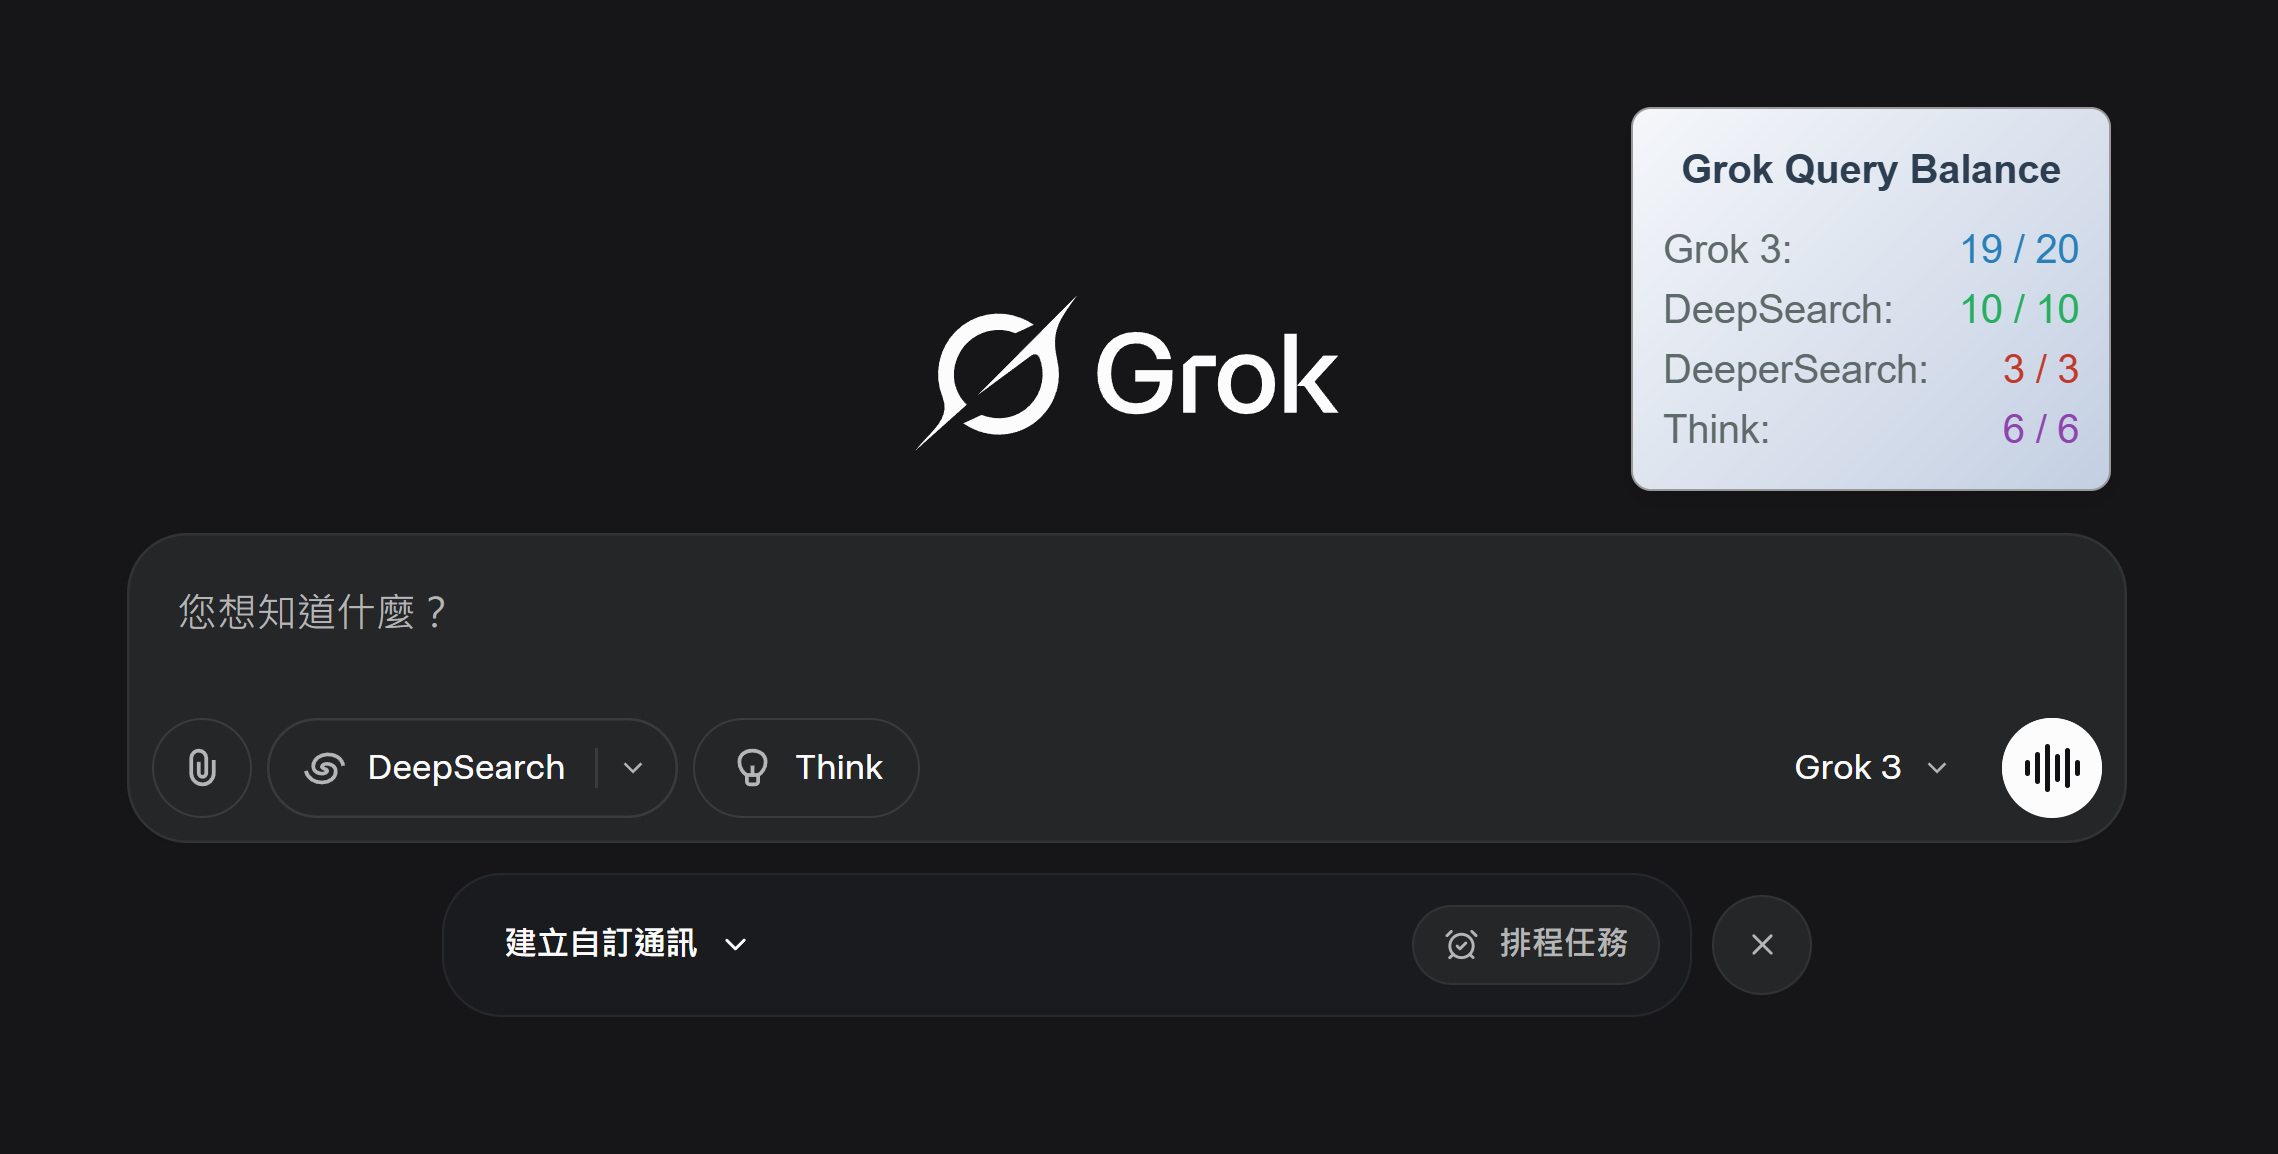 Grok Query Balance
Grok 3: 19 / 20
DeepSearch: 10 / 10
DeeperSearch: 3 / 3
Think: 6 / 6
Grok
您想知道什麼？
DeepSearch Think Grok 3
建立自訂通訊 排程任務